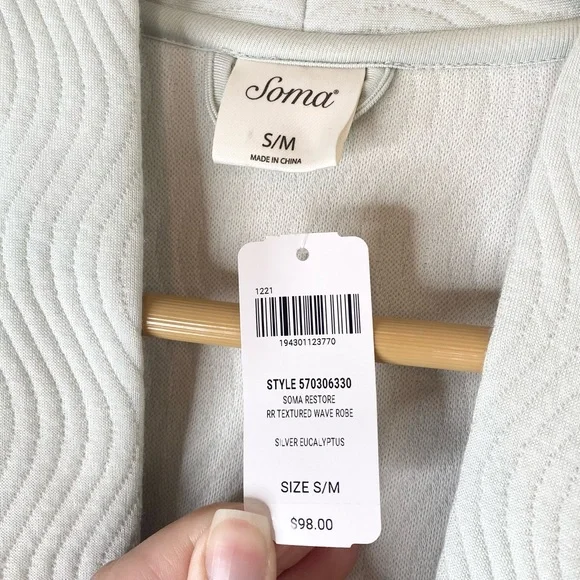 Soma®
S/M
MADE IN CHINA
1221
194301123770
STYLE 570306330
SOMA RESTORE
RR TEXTURED WAVE ROBE
SILVER EUCALYPTUS
SIZE S/M
$98.00